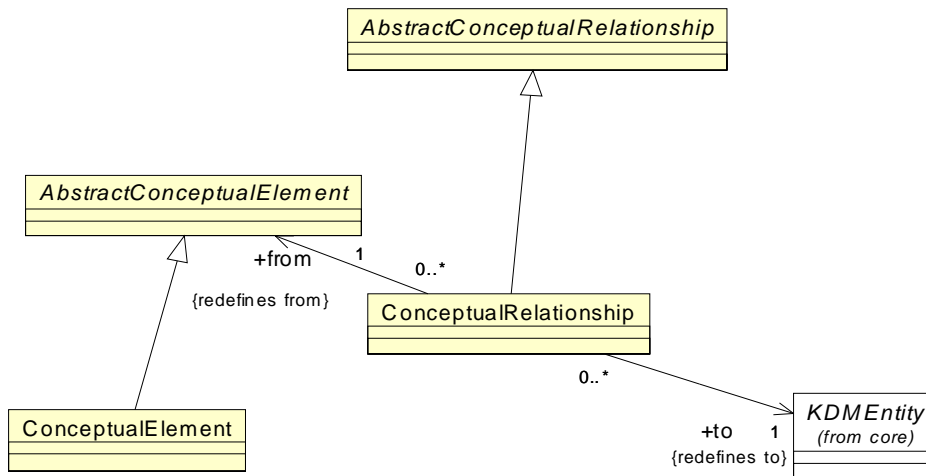 AbstractConceptualRelationship
AbstractConceptualElement
+from
1
0..*
{redefines from}
ConceptualRelationship
0..*
ConceptualElement
KDMEntity
(from core)
+to
1
{redefines to}